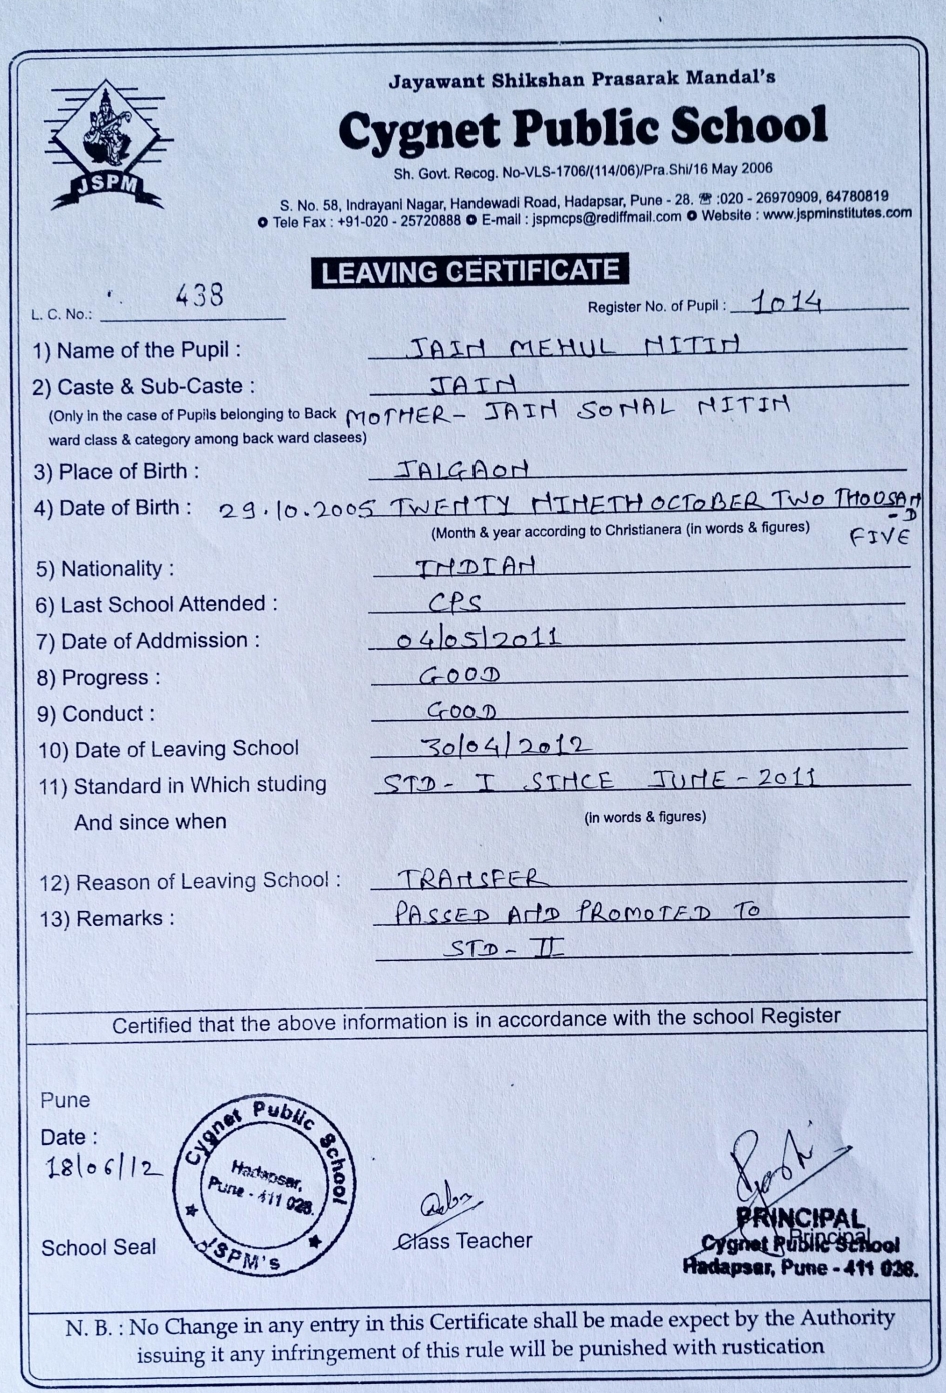 Jayawant Shikshan Prasarak Mandal's
JSPM
Cygnet Public School
Sh. Govt. Recog. No-VLS-1706/(114/06)/Pra.Shi/16 May 2006
S. No. 58, Indrayani Nagar, Handewadi Road, Hadapsar, Pune - 28. ☎ :020 - 26970909, 64780819
Tele Fax : +91-020 - 25720888 E-mail : jspmcps@rediffmail.com Website : www.jspminstitutes.com
LEAVING CERTIFICATE
L. C. No.: 438 Register No. of Pupil : 1014
1) Name of the Pupil : JAIN MEHUL NITIN
2) Caste & Sub-Caste : JAIN
(Only in the case of Pupils belonging to Back MOTHER - JAIN SONAL NITIN
ward class & category among back ward clasees)
3) Place of Birth : JALGAON
4) Date of Birth : 29.10.2005 TWENTY NINETH OCTOBER TWO THOUSAN
-D
(Month & year according to Christianera (in words & figures) FIVE
5) Nationality : INDIAN
6) Last School Attended : CPS
7) Date of Addmission : 04/05/2011
8) Progress : GOOD
9) Conduct : GOOD
10) Date of Leaving School 30/04/2012
11) Standard in Which studing STD - I SINCE JUNE - 2011
And since when (in words & figures)
12) Reason of Leaving School : TRANSFER
13) Remarks : PASSED AND PROMOTED TO
STD - II
Certified that the above information is in accordance with the school Register
Pune
Date :
18/06/12
School Seal
Cygnet Public School
Hadapser,
Pune - 411 028.
JSPM's
Class Teacher
PRINCIPAL
Principal
Cygnet Public School
Hadapser, Pune - 411 028.
N. B. : No Change in any entry in this Certificate shall be made expect by the Authority
issuing it any infringement of this rule will be punished with rustication